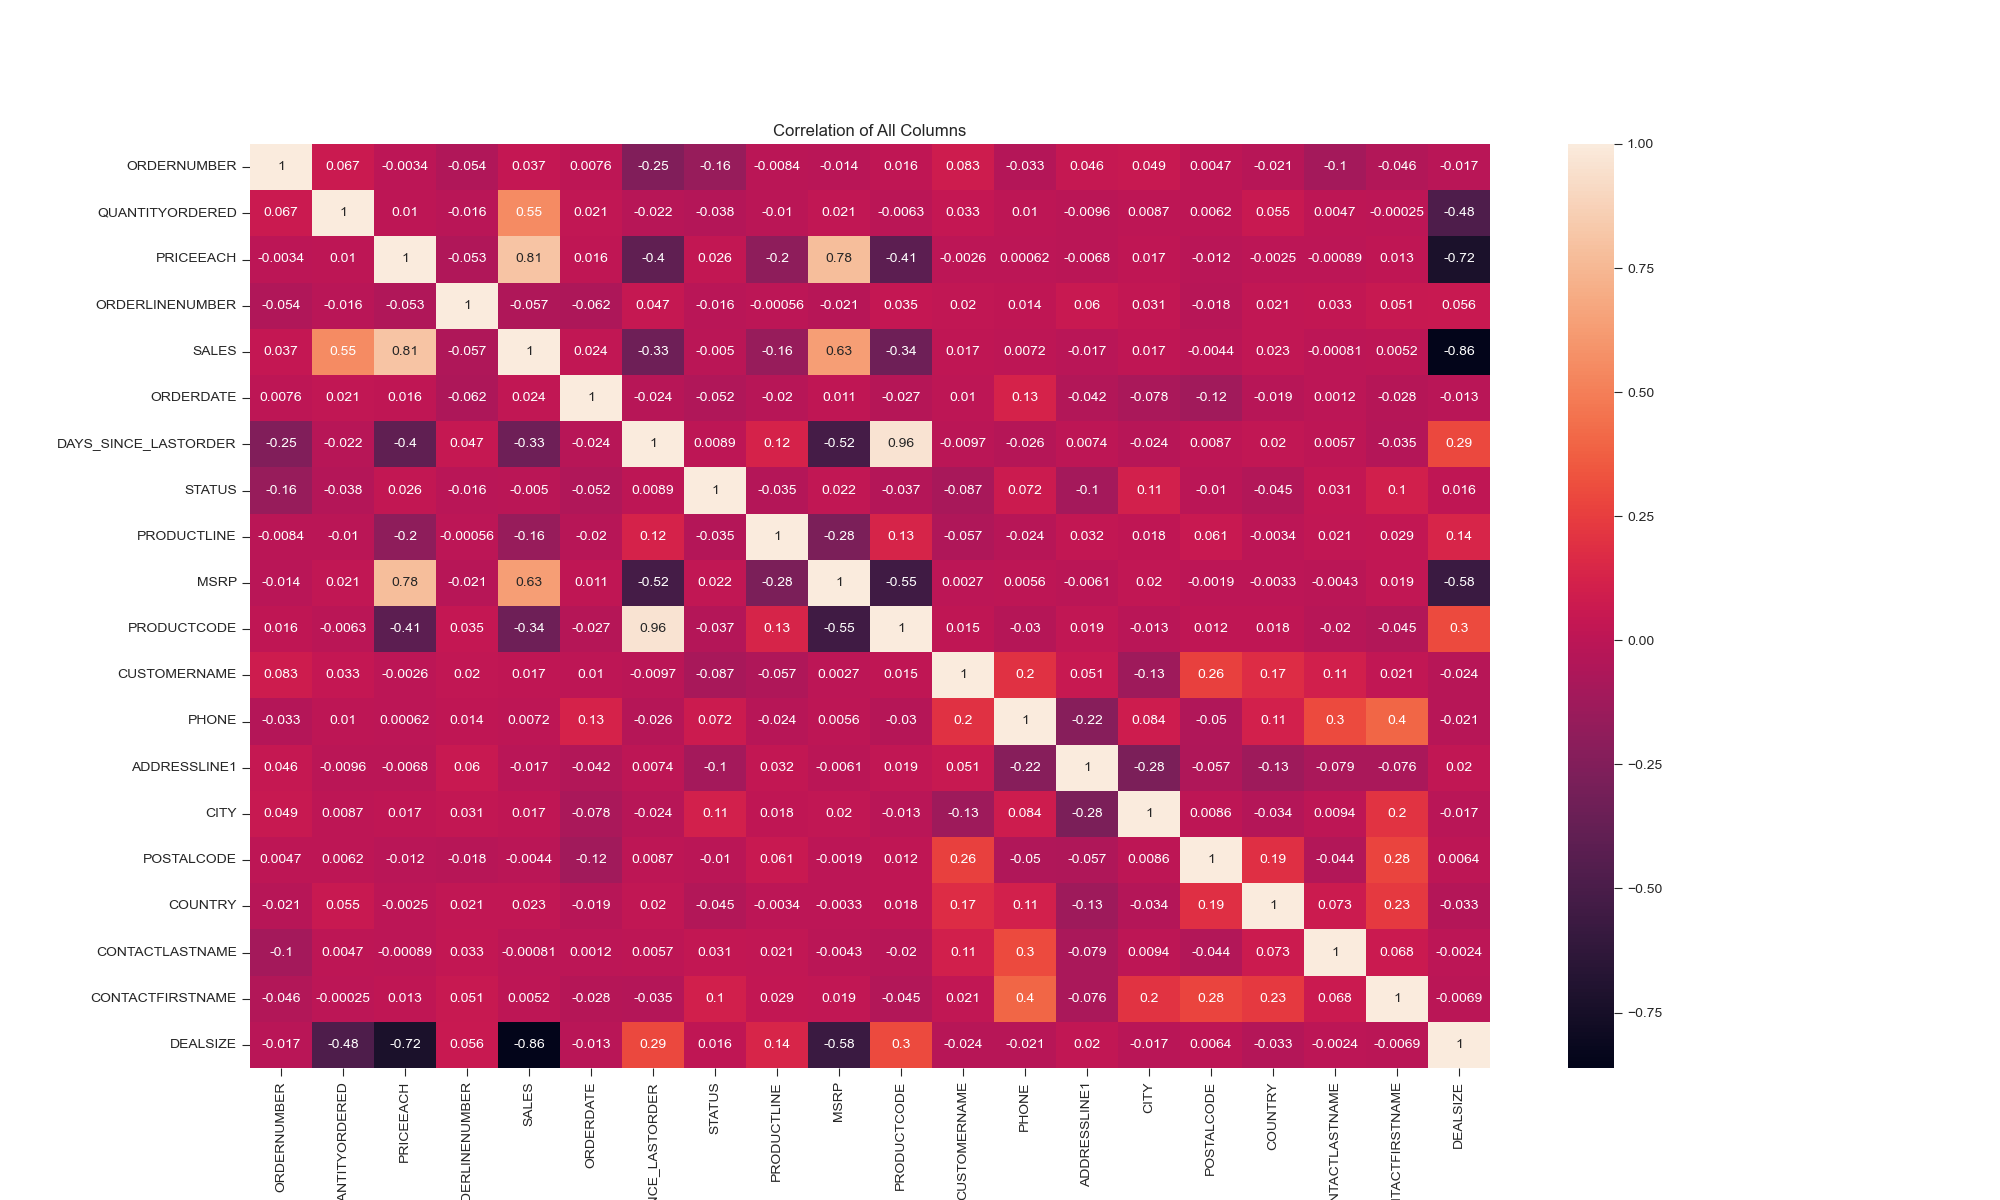 Correlation of All Columns
ORDERNUMBER 1 0.067 -0.0034 -0.054 0.037 0.0076 -0.25 -0.16 -0.0084 -0.014 0.016 0.083 -0.033 0.046 0.049 0.0047 -0.021 -0.1 -0.046 -0.017
QUANTITYORDERED 0.067 1 0.01 -0.016 0.55 0.021 -0.022 -0.038 -0.01 0.021 -0.0063 0.033 0.01 -0.0096 0.0087 0.0062 0.055 0.0047 -0.00025 -0.48
PRICEEACH -0.0034 0.01 1 -0.053 0.81 0.016 -0.4 0.026 -0.2 0.78 -0.41 -0.0026 0.00062 -0.0068 0.017 -0.012 -0.0025 -0.00089 0.013 -0.72
ORDERLINENUMBER -0.054 -0.016 -0.053 1 -0.057 -0.062 0.047 -0.016 -0.00056 -0.021 0.035 0.02 0.014 0.06 0.031 -0.018 0.021 0.033 0.051 0.056
SALES 0.037 0.55 0.81 -0.057 1 0.024 -0.33 -0.005 -0.16 0.63 -0.34 0.017 0.0072 -0.017 0.017 -0.0044 0.023 -0.00081 0.0052 -0.86
ORDERDATE 0.0076 0.021 0.016 -0.062 0.024 1 -0.024 -0.052 -0.02 0.011 -0.027 0.01 0.13 -0.042 -0.078 -0.12 -0.019 0.0012 -0.028 -0.013
DAYS_SINCE_LASTORDER -0.25 -0.022 -0.4 0.047 -0.33 -0.024 1 0.0089 0.12 -0.52 0.96 -0.0097 -0.026 0.0074 -0.024 0.0087 0.02 0.0057 -0.035 0.29
STATUS -0.16 -0.038 0.026 -0.016 -0.005 -0.052 0.0089 1 -0.035 0.022 -0.037 -0.087 0.072 -0.1 0.11 -0.01 -0.045 0.031 0.1 0.016
PRODUCTLINE -0.0084 -0.01 -0.2 -0.00056 -0.16 -0.02 0.12 -0.035 1 -0.28 0.13 -0.057 -0.024 0.032 0.018 0.061 -0.0034 0.021 0.029 0.14
MSRP -0.014 0.021 0.78 -0.021 0.63 0.011 -0.52 0.022 -0.28 1 -0.55 0.0027 0.0056 -0.0061 0.02 -0.0019 -0.0033 -0.0043 0.019 -0.58
PRODUCTCODE 0.016 -0.0063 -0.41 0.035 -0.34 -0.027 0.96 -0.037 0.13 -0.55 1 0.015 -0.03 0.019 -0.013 0.012 0.018 -0.02 -0.045 0.3
CUSTOMERNAME 0.083 0.033 -0.0026 0.02 0.017 0.01 -0.0097 -0.087 -0.057 0.0027 0.015 1 0.2 0.051 -0.13 0.26 0.17 0.11 0.021 -0.024
PHONE -0.033 0.01 0.00062 0.014 0.0072 0.13 -0.026 0.072 -0.024 0.0056 -0.03 0.2 1 -0.22 0.084 -0.05 0.11 0.3 0.4 -0.021
ADDRESSLINE1 0.046 -0.0096 -0.0068 0.06 -0.017 -0.042 0.0074 -0.1 0.032 -0.0061 0.019 0.051 -0.22 1 -0.28 -0.057 -0.13 -0.079 -0.076 0.02
CITY 0.049 0.0087 0.017 0.031 0.017 -0.078 -0.024 0.11 0.018 0.02 -0.013 -0.13 0.084 -0.28 1 0.0086 -0.034 0.0094 0.2 -0.017
POSTALCODE 0.0047 0.0062 -0.012 -0.018 -0.0044 -0.12 0.0087 -0.01 0.061 -0.0019 0.012 0.26 -0.05 -0.057 0.0086 1 0.19 -0.044 0.28 0.0064
COUNTRY -0.021 0.055 -0.0025 0.021 0.023 -0.019 0.02 -0.045 -0.0034 -0.0033 0.018 0.17 0.11 -0.13 -0.034 0.19 1 0.073 0.23 -0.033
CONTACTLASTNAME -0.1 0.0047 -0.00089 0.033 -0.00081 0.0012 0.0057 0.031 0.021 -0.0043 -0.02 0.11 0.3 -0.079 0.0094 -0.044 0.073 1 0.068 -0.0024
CONTACTFIRSTNAME -0.046 -0.00025 0.013 0.051 0.0052 -0.028 -0.035 0.1 0.029 0.019 -0.045 0.021 0.4 -0.076 0.2 0.28 0.23 0.068 1 -0.0069
DEALSIZE -0.017 -0.48 -0.72 0.056 -0.86 -0.013 0.29 0.016 0.14 -0.58 0.3 -0.024 -0.021 0.02 -0.017 0.0064 -0.033 -0.0024 -0.0069 1
ORDERNUMBER
ANTITYORDERED
PRICEEACH
DERLINENUMBER
SALES
ORDERDATE
NCE_LASTORDER
STATUS
PRODUCTLINE
MSRP
PRODUCTCODE
CUSTOMERNAME
PHONE
ADDRESSLINE1
CITY
POSTALCODE
COUNTRY
NTACTLASTNAME
TACTFIRSTNAME
DEALSIZE
1.00
0.75
0.50
0.25
0.00
−0.25
−0.50
−0.75